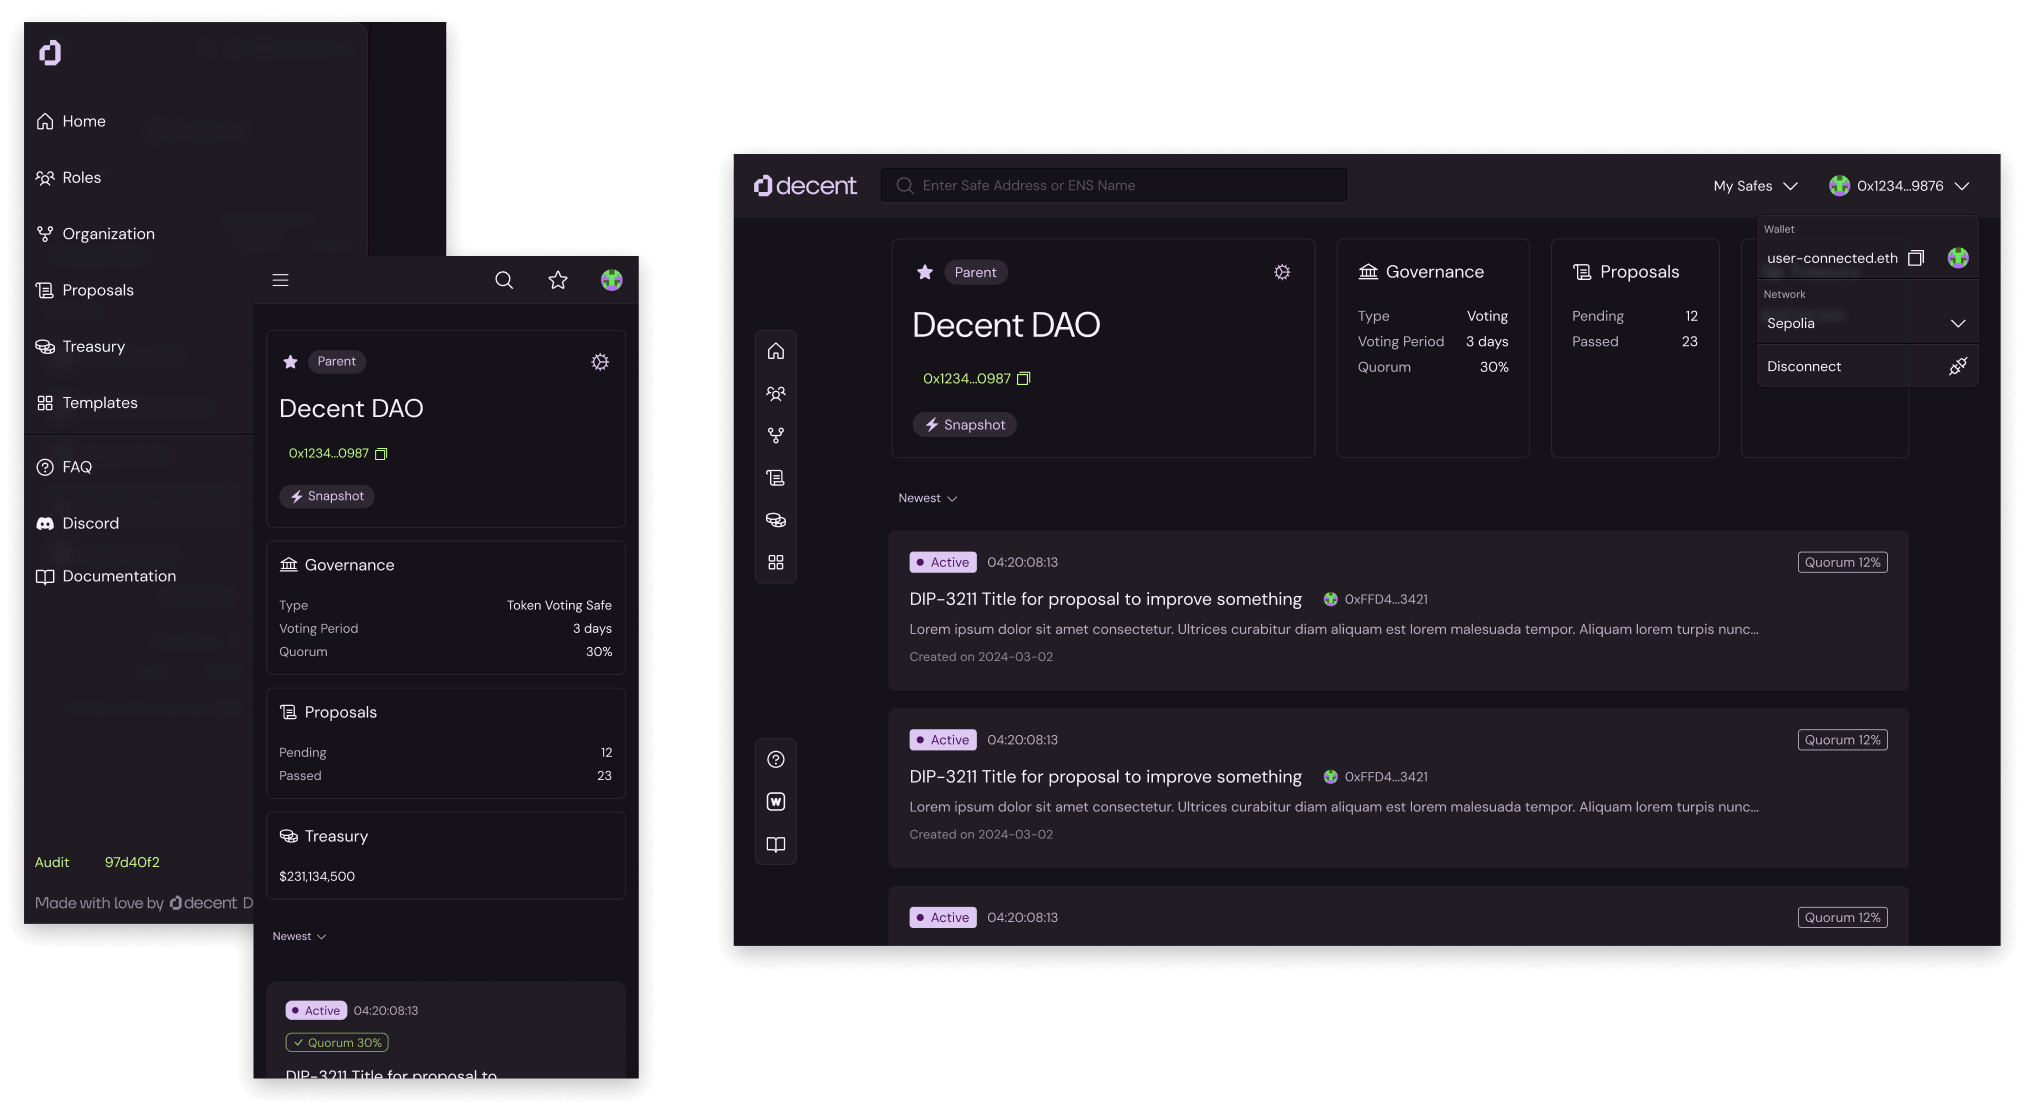 Home
Roles
Organization
Proposals
Treasury
Templates
FAQ
Discord
Documentation
Audit 97d40f2
Made with love by decent D
Parent
Decent DAO
0x1234...0987
Snapshot
Governance
Type Token Voting Safe
Voting Period 3 days
Quorum 30%
Proposals
Pending 12
Passed 23
Treasury
$231,134,500
Newest
Active 04:20:08:13
Quorum 30%
DIP-3211 Title for proposal to
decent Enter Safe Address or ENS Name My Safes 0x1234...9876
Wallet
user-connected.eth
Network
Sepolia
Disconnect
Parent
Decent DAO
0x1234...0987
Snapshot
Governance
Type Voting
Voting Period 3 days
Quorum 30%
Proposals
Pending 12
Passed 23
Newest
Active 04:20:08:13 Quorum 12%
DIP-3211 Title for proposal to improve something 0xFFD4...3421
Lorem ipsum dolor sit amet consectetur. Ultrices curabitur diam aliquam est lorem malesuada tempor. Aliquam lorem turpis nunc...
Created on 2024-03-02
W
Active 04:20:08:13 Quorum 12%
DIP-3211 Title for proposal to improve something 0xFFD4...3421
Lorem ipsum dolor sit amet consectetur. Ultrices curabitur diam aliquam est lorem malesuada tempor. Aliquam lorem turpis nunc...
Created on 2024-03-02
Active 04:20:08:13 Quorum 12%